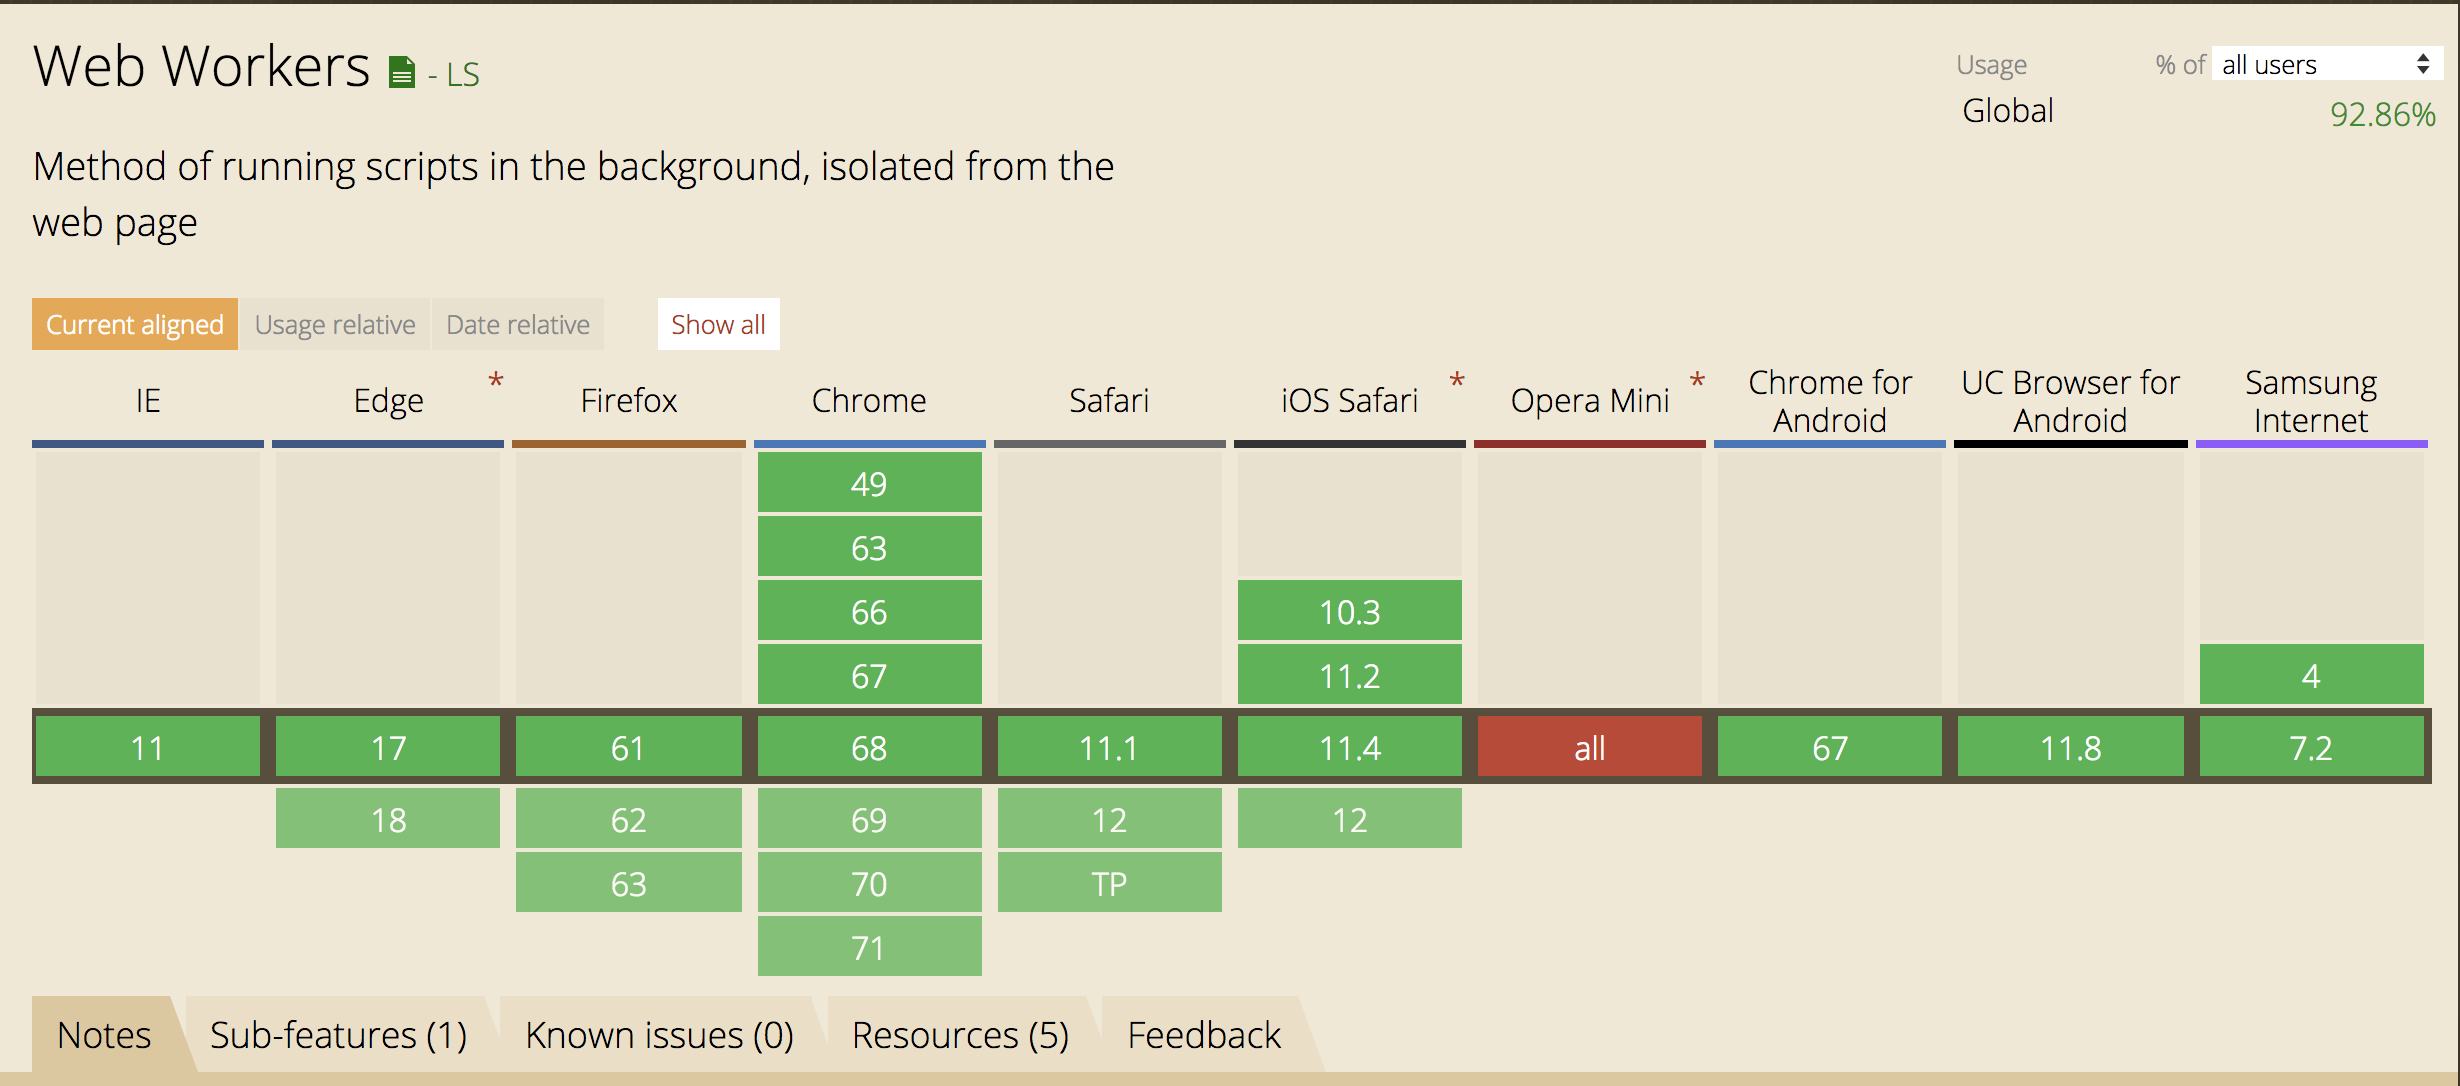 Web Workers - LS
Usage % of all users
Global 92.86%
Method of running scripts in the background, isolated from the
web page
Current aligned Usage relative Date relative Show all
IE Edge * Firefox Chrome Safari iOS Safari * Opera Mini * Chrome for Android UC Browser for Android Samsung Internet
49
63
66 10.3
67 11.2 4
11 17 61 68 11.1 11.4 all 67 11.8 7.2
18 62 69 12 12
63 70 TP
71
Notes Sub-features (1) Known issues (0) Resources (5) Feedback